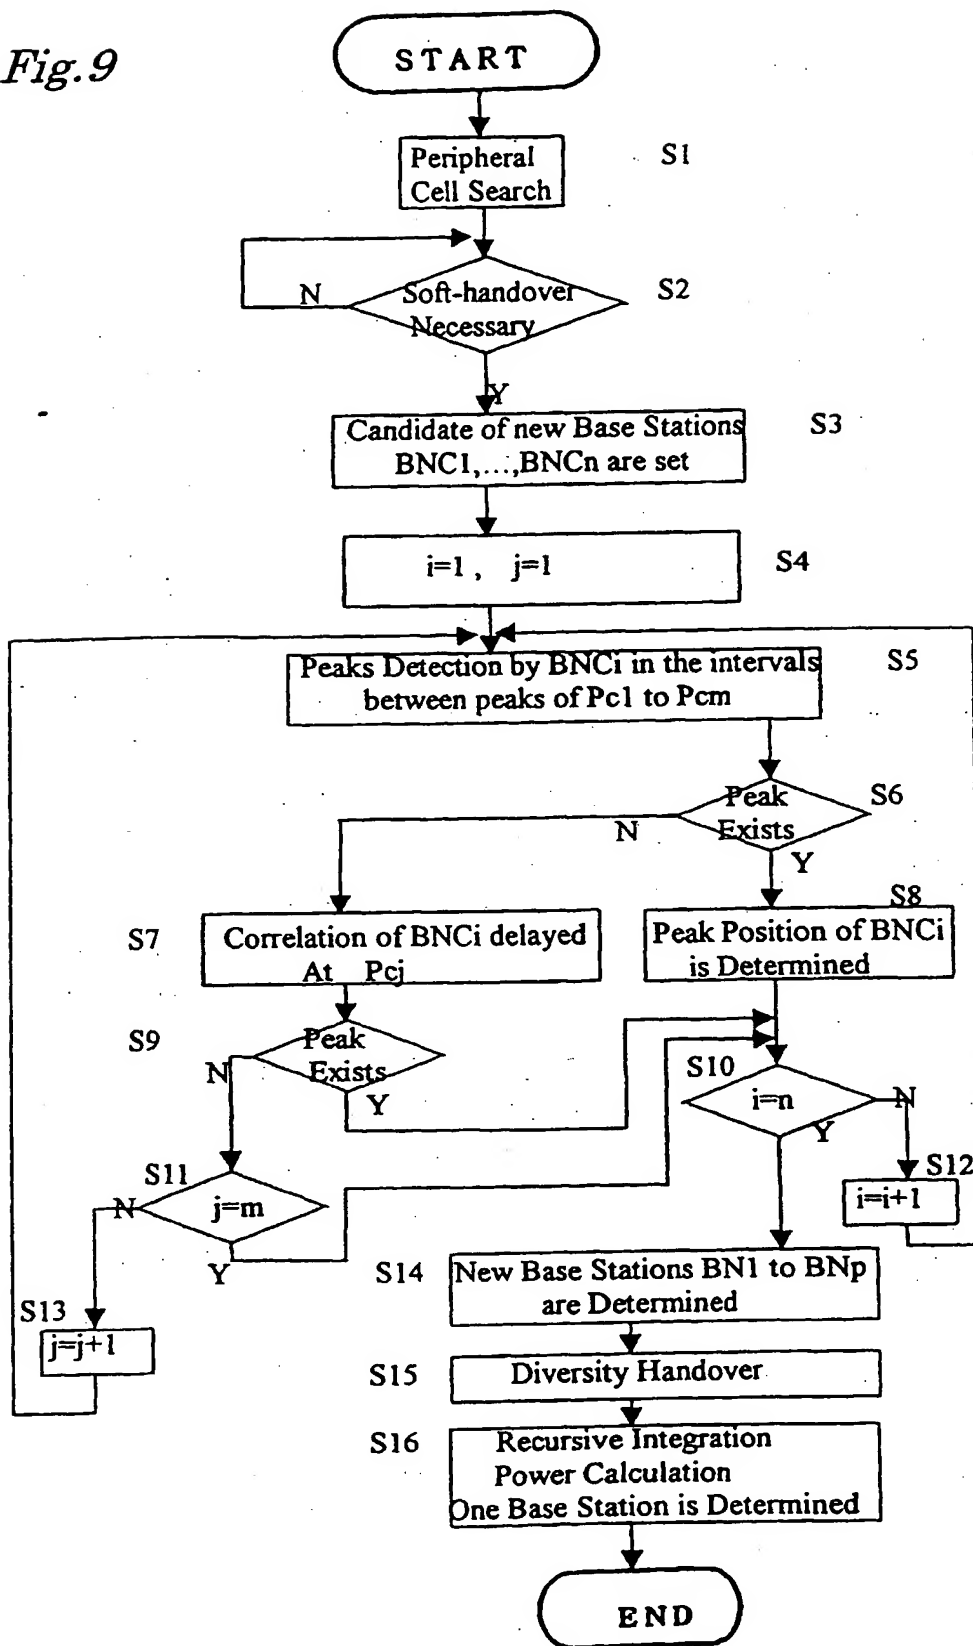 Fig.9
START
Peripheral
Cell Search
S1
Soft-handover
Necessary
S2
N
Y
Candidate of new Base Stations
BNC1,...,BNCn are set
S3
i=1 , j=1
S4
Peaks Detection by BNCi in the intervals
between peaks of Pc1 to Pcm
S5
Peak
Exists
S6
N
Y
S7
Correlation of BNCi delayed
At Pcj
S8
Peak Position of BNCi
is Determined
S9
Peak
Exists
N
Y
S10
i=n
N
Y
S11
j=m
N
Y
S12
i=i+1
S13
j=j+1
S14
New Base Stations BN1 to BNp
are Determined
S15
Diversity Handover
S16
Recursive Integration
Power Calculation
One Base Station is Determined
END